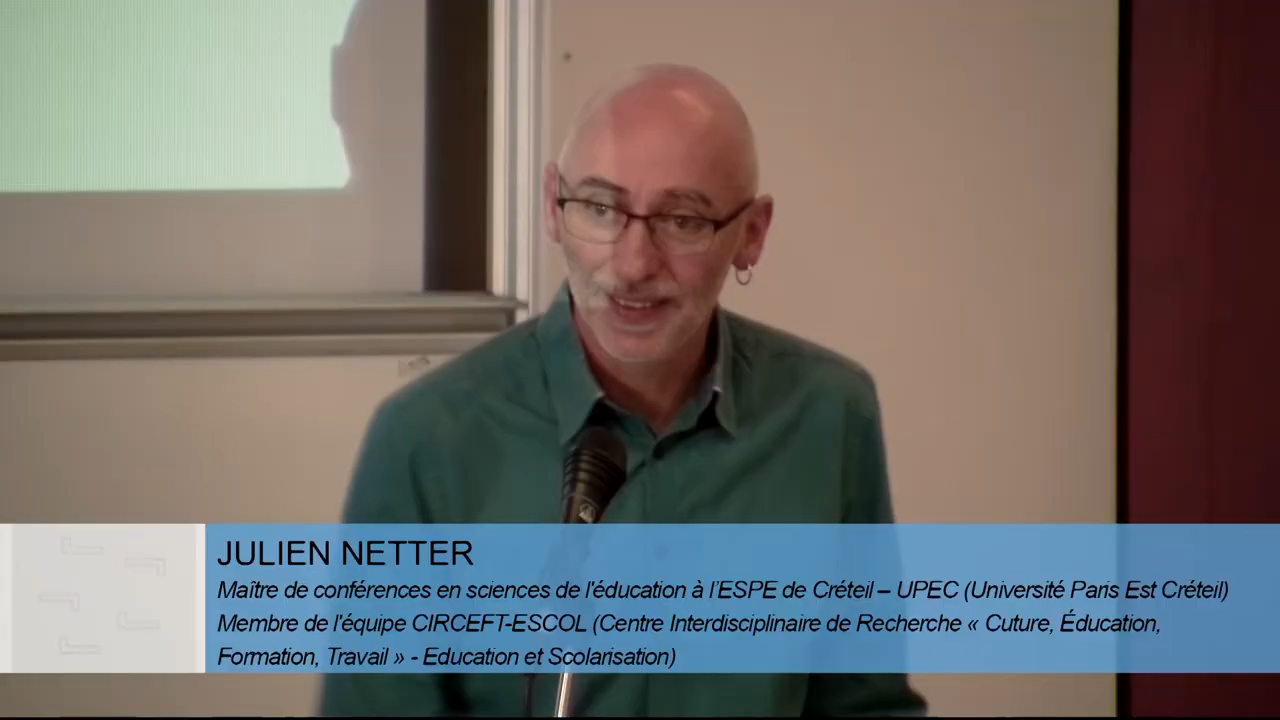 JULIEN NETTER
Maître de conférences en sciences de l'éducation à l'ESPE de Créteil – UPEC (Université Paris Est Créteil)
Membre de l'équipe CIRCEFT-ESCOL (Centre Interdisciplinaire de Recherche « Cuture, Éducation,
Formation, Travail » - Education et Scolarisation)